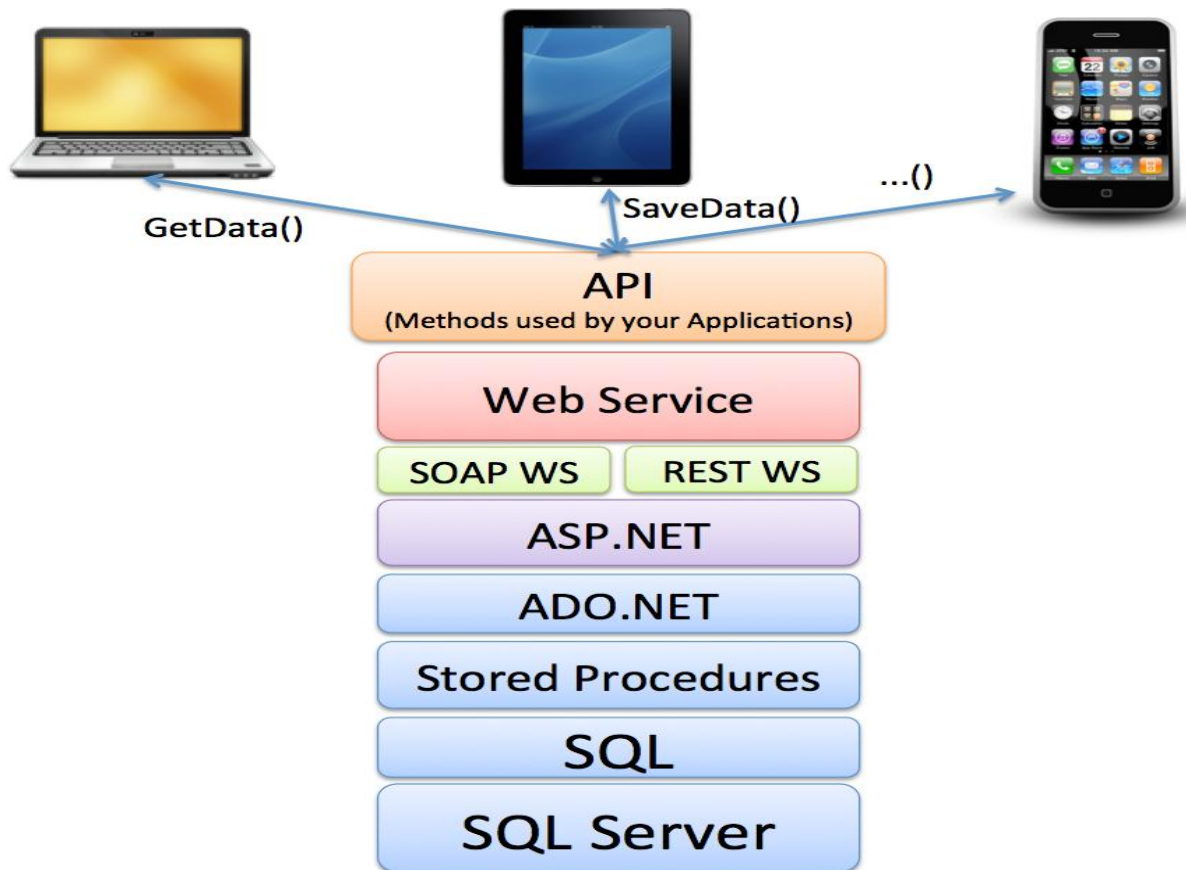 ...()
SaveData()
GetData()
API
(Methods used by your Applications)
Web Service
SOAP WS
REST WS
ASP.NET
ADO.NET
Stored Procedures
SQL
SQL Server